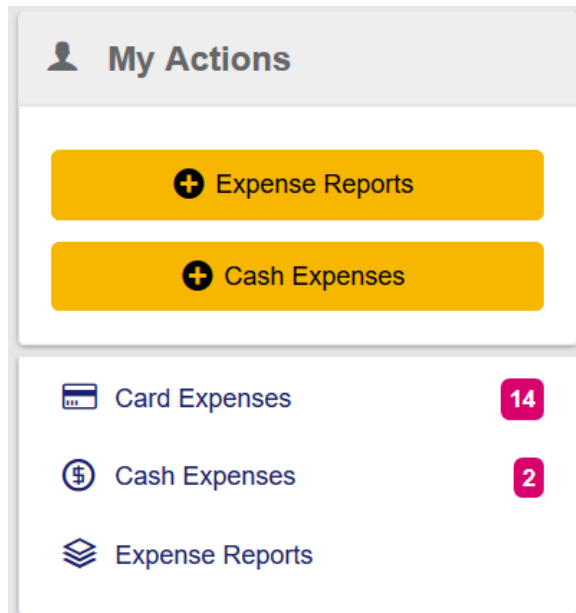 My Actions
Expense Reports
Cash Expenses
Card Expenses 14
Cash Expenses 2
Expense Reports